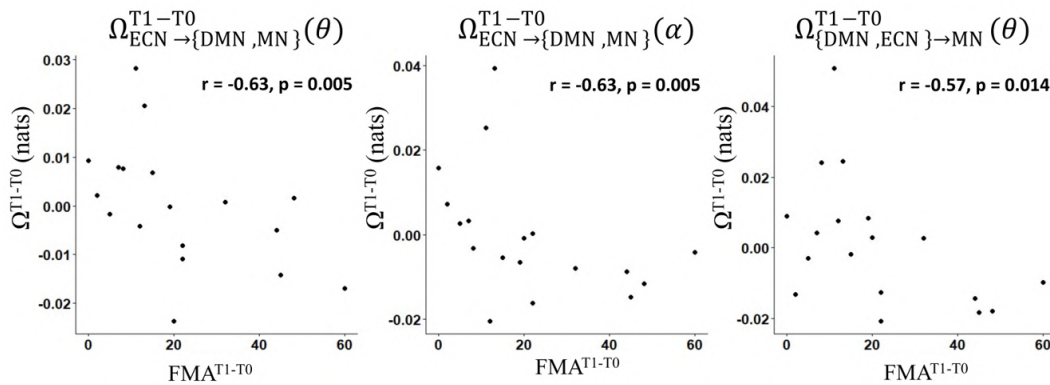 Ω^{T1−T0}_{ECN→{DMN ,MN}}(θ)
r = -0.63, p = 0.005
Ω^{T1-T0} (nats)
0.03
0.02
0.01
0.00
-0.01
-0.02
0
20
40
60
FMA^{T1-T0}
Ω^{T1−T0}_{ECN→{DMN ,MN}}(α)
r = -0.63, p = 0.005
Ω^{T1-T0} (nats)
0.04
0.02
0.00
-0.02
0
20
40
60
FMA^{T1-T0}
Ω^{T1−T0}_{{DMN ,ECN}→MN}(θ)
r = -0.57, p = 0.014
Ω^{T1-T0} (nats)
0.04
0.02
0.00
-0.02
0
20
40
60
FMA^{T1-T0}